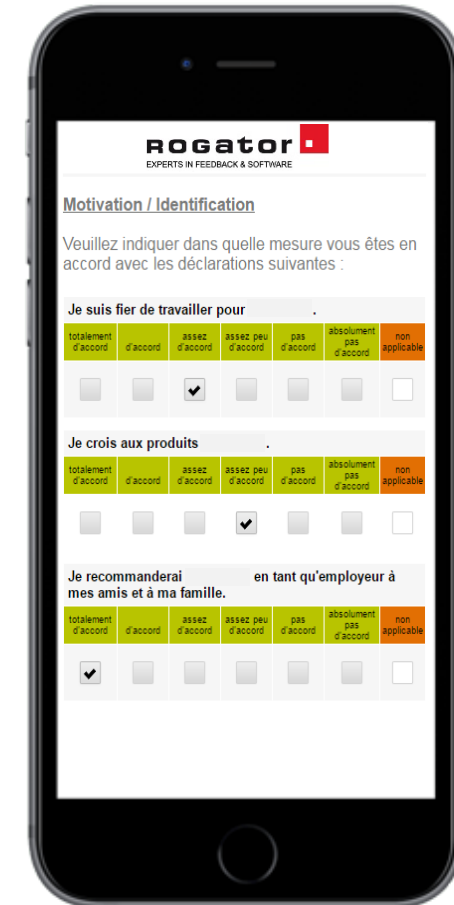 Rogator
EXPERTS IN FEEDBACK & SOFTWARE
Motivation / Identification
Veuillez indiquer dans quelle mesure vous êtes en
accord avec les déclarations suivantes :
Je suis fier de travailler pour .
totalement d'accord d'accord assez d'accord assez peu d'accord pas d'accord absolument pas d'accord non applicable
Je crois aux produits .
totalement d'accord d'accord assez d'accord assez peu d'accord pas d'accord absolument pas d'accord non applicable
Je recommanderai en tant qu'employeur à
mes amis et à ma famille.
totalement d'accord d'accord assez d'accord assez peu d'accord pas d'accord absolument pas d'accord non applicable